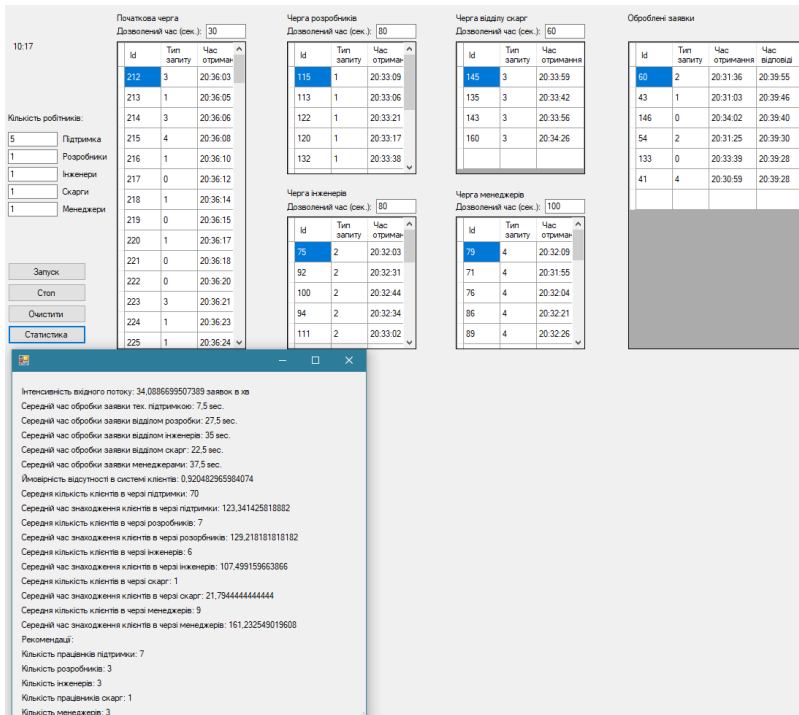 10:17
Кількість робітників:
5 Підтримка
1 Розробники
1 Інженери
1 Скарги
1 Менеджери
Запуск
Стоп
Очистити
Статистика
Початкова черга
Дозволений час (сек.): 30
Id Тип запиту Час отриман
212 3 20:36:03
213 1 20:36:05
214 3 20:36:06
215 4 20:36:08
216 1 20:36:10
217 0 20:36:12
218 1 20:36:14
219 0 20:36:15
220 1 20:36:17
221 0 20:36:18
222 0 20:36:20
223 3 20:36:21
224 1 20:36:23
225 1 20:36:24
Черга розробників
Дозволений час (сек.): 80
Id Тип запиту Час отриман
115 1 20:33:09
113 1 20:33:06
122 1 20:33:21
120 1 20:33:17
132 1 20:33:38
Черга інженерів
Дозволений час (сек.): 80
Id Тип запиту Час отриман
75 2 20:32:03
92 2 20:32:31
100 2 20:32:44
94 2 20:32:34
111 2 20:33:02
Черга відділу скарг
Дозволений час (сек.): 60
Id Тип запиту Час отримання
145 3 20:33:59
135 3 20:33:42
143 3 20:33:56
160 3 20:34:26
Черга менеджерів
Дозволений час (сек.): 100
Id Тип запиту Час отриман
79 4 20:32:09
71 4 20:31:55
76 4 20:32:04
86 4 20:32:21
89 4 20:32:26
Оброблені заявки
Id Тип запиту Час отримання Час відповіді
60 2 20:31:36 20:39:55
43 1 20:31:03 20:39:46
146 0 20:34:02 20:39:40
54 2 20:31:25 20:39:30
133 0 20:33:39 20:39:28
41 4 20:30:59 20:39:28
Інтенсивність вхідного потоку: 34,0886699507389 заявок в хв
Середній час обробки заявки тех. підтримкою: 7,5 sec.
Середній час обробки заявки відділом розробки: 27,5 sec.
Середній час обробки заявки відділом інженерів: 35 sec.
Середній час обробки заявки відділом скарг: 22,5 sec.
Середній час обробки заявки менеджерами: 37,5 sec.
Ймовірність відсутності в системі клієнтів: 0,920482965984074
Середня кількість клієнтів в черзі підтримки: 70
Середній час знаходження клієнтів в черзі підтримки: 123,341425818882
Середня кількість клієнтів в черзі розробників: 7
Середній час знаходження клієнтів в черзі розорбників: 129,218181818182
Середня кількість клієнтів в черзі інженерів: 6
Середній час знаходження клієнтів в черзі інженерів: 107,499159663866
Середня кількість клієнтів в черзі скарг: 1
Середній час знаходження клієнтів в черзі скарг: 21,7944444444444
Середня кількість клієнтів в черзі менеджерів: 9
Середній час знаходження клієнтів в черзі менеджерів: 161,232549019608
Рекомендації:
Кількість працівнків підтримки: 7
Кількість розробників: 3
Кількість інженерів: 3
Кількість працівників скарг: 1
Кількість менеджерів: 3